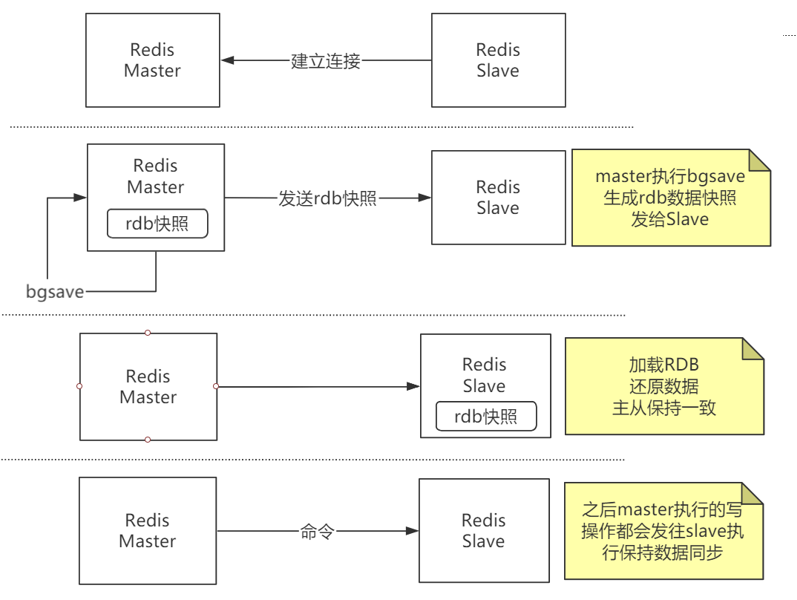 Redis
Master
建立连接
Redis
Slave
Redis
Master
rdb快照
bgsave
发送rdb快照
Redis
Slave
master执行bgsave
生成rdb数据快照
发给Slave
Redis
Master
Redis
Slave
rdb快照
加载RDB
还原数据
主从保持一致
Redis
Master
命令
Redis
Slave
之后master执行的写
操作都会发往slave执
行保持数据同步